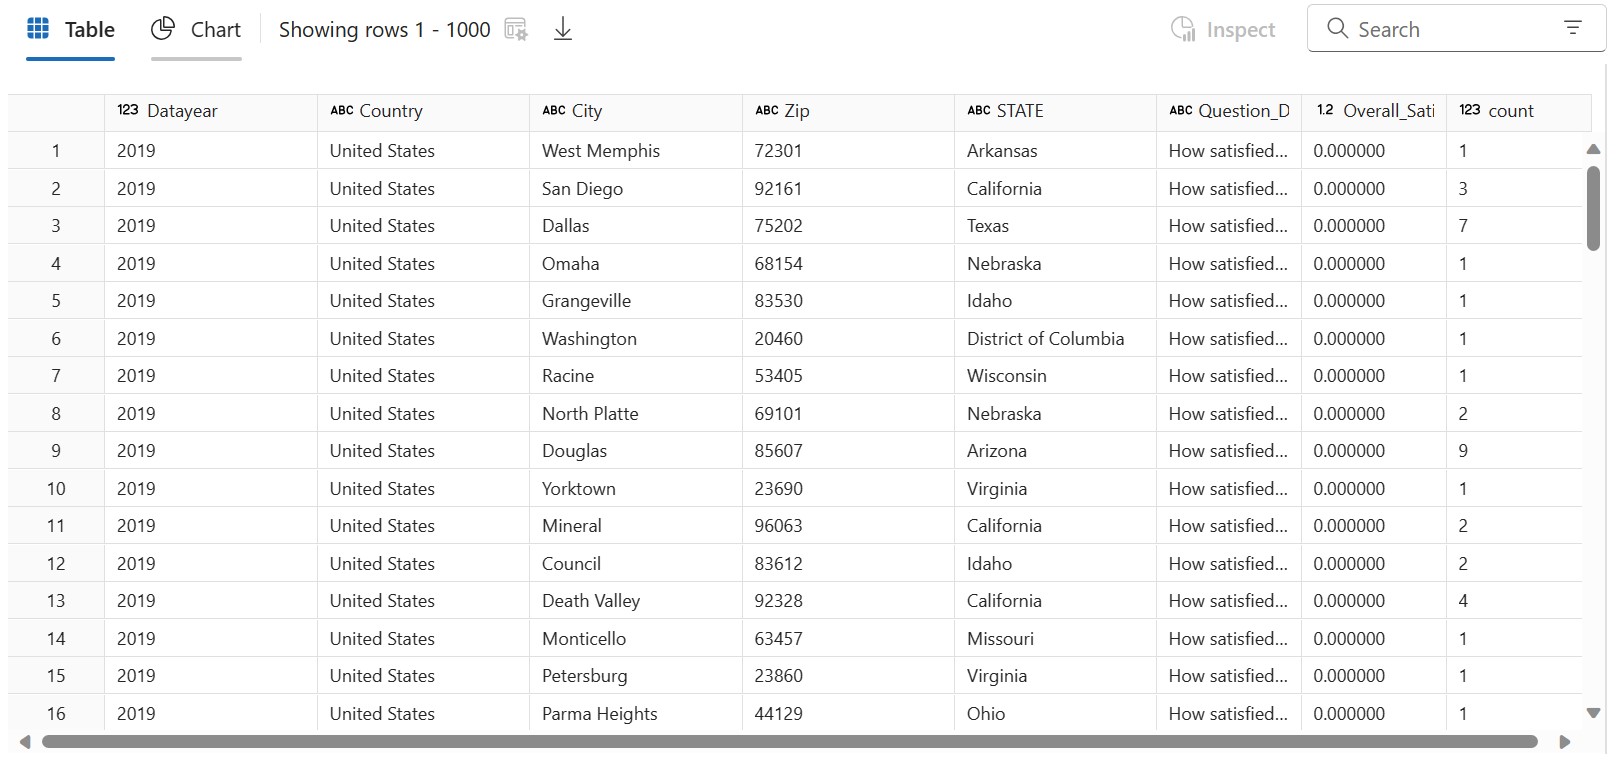 Table Chart Showing rows 1 - 1000 Inspect Search
123 Datayear ABC Country ABC City ABC Zip ABC STATE ABC Question_D 1.2 Overall_Sati 123 count
1 2019 United States West Memphis 72301 Arkansas How satisfied... 0.000000 1
2 2019 United States San Diego 92161 California How satisfied... 0.000000 3
3 2019 United States Dallas 75202 Texas How satisfied... 0.000000 7
4 2019 United States Omaha 68154 Nebraska How satisfied... 0.000000 1
5 2019 United States Grangeville 83530 Idaho How satisfied... 0.000000 1
6 2019 United States Washington 20460 District of Columbia How satisfied... 0.000000 1
7 2019 United States Racine 53405 Wisconsin How satisfied... 0.000000 1
8 2019 United States North Platte 69101 Nebraska How satisfied... 0.000000 2
9 2019 United States Douglas 85607 Arizona How satisfied... 0.000000 9
10 2019 United States Yorktown 23690 Virginia How satisfied... 0.000000 1
11 2019 United States Mineral 96063 California How satisfied... 0.000000 2
12 2019 United States Council 83612 Idaho How satisfied... 0.000000 2
13 2019 United States Death Valley 92328 California How satisfied... 0.000000 4
14 2019 United States Monticello 63457 Missouri How satisfied... 0.000000 1
15 2019 United States Petersburg 23860 Virginia How satisfied... 0.000000 1
16 2019 United States Parma Heights 44129 Ohio How satisfied... 0.000000 1